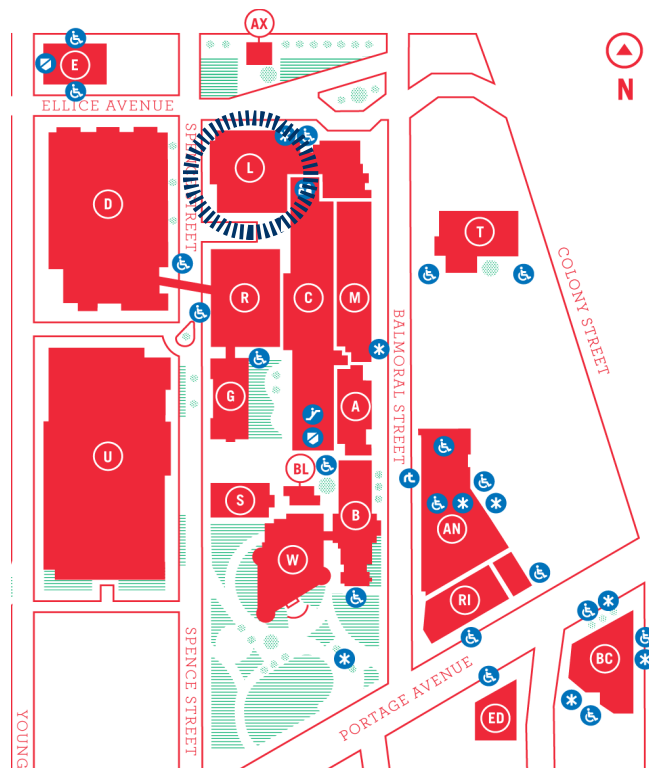 AX
N
E
ELLICE AVENUE
SPENCE STREET
L
D
T
R
C
M
COLONY STREET
BALMORAL STREET
G
A
U
BL
S
B
AN
W
RI
BC
SPENCE STREET
PORTAGE AVENUE
ED
YOUNG